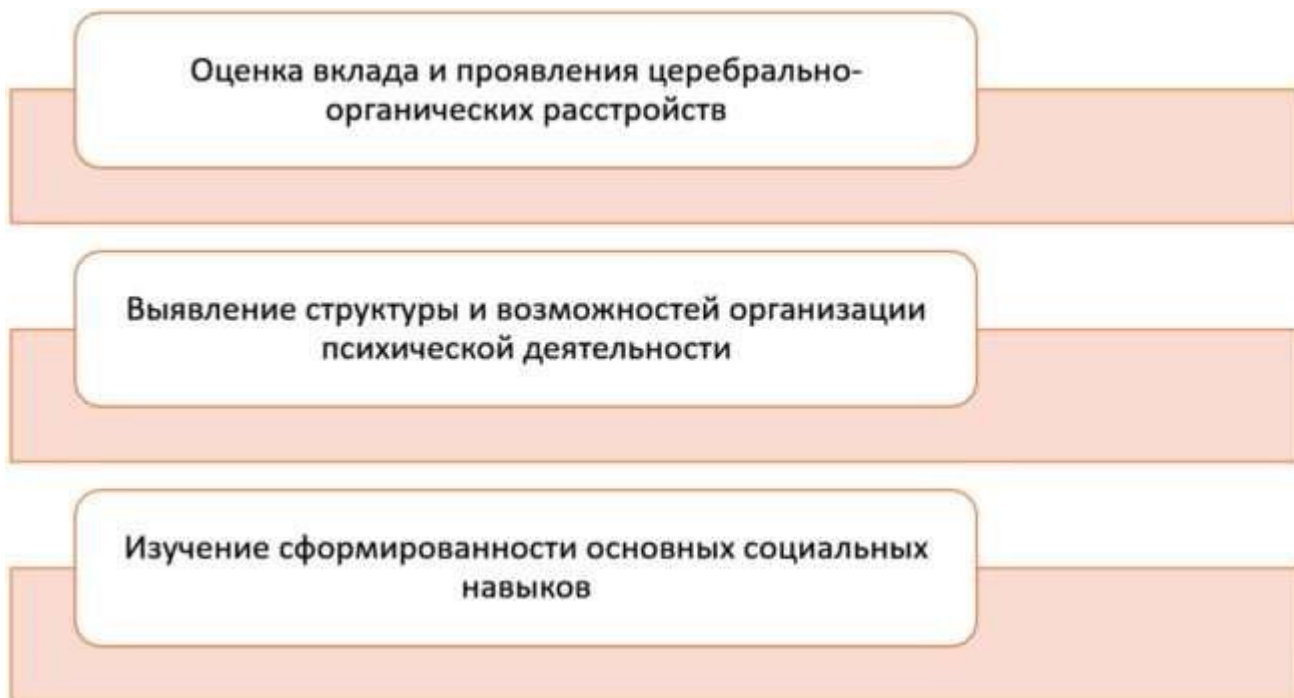 Оценка вклада и проявления церебрально-
органических расстройств
Выявление структуры и возможностей организации
психической деятельности
Изучение сформированности основных социальных
навыков